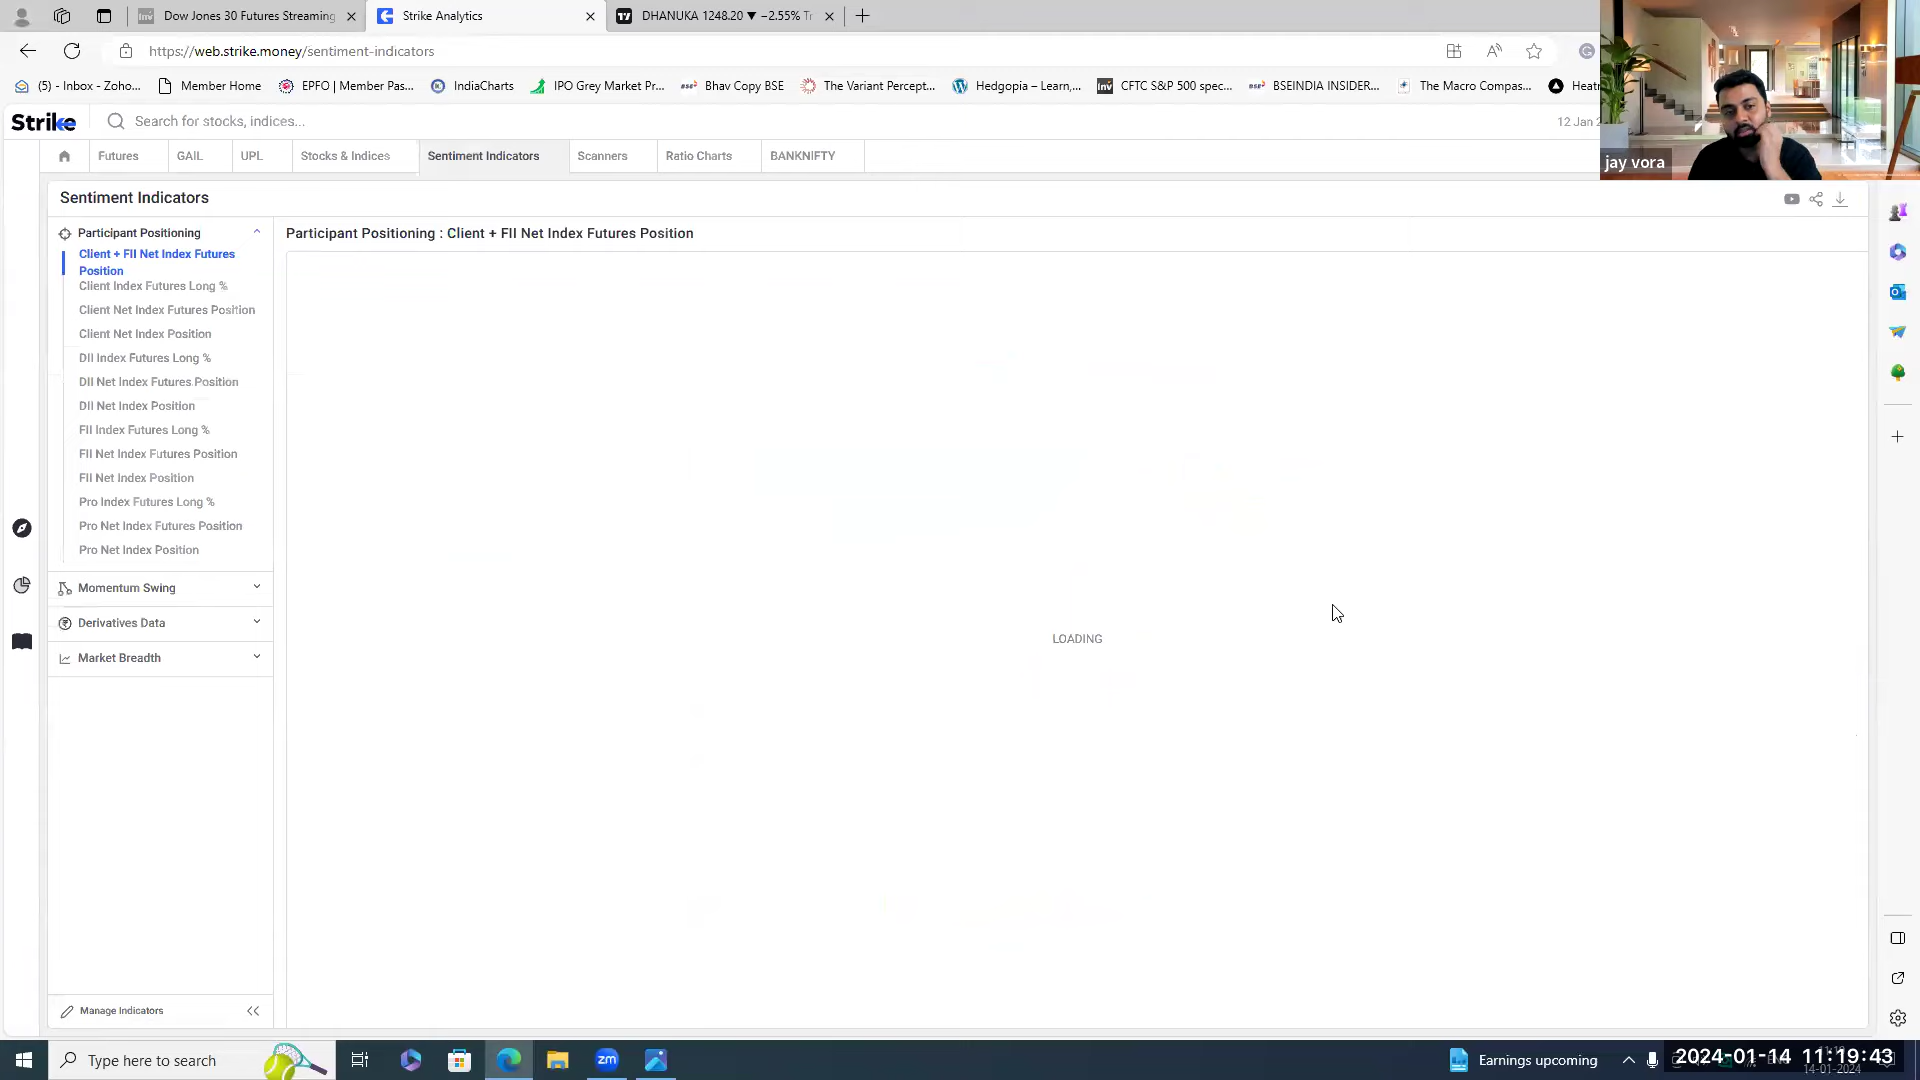 Dow Jones 30 Futures Streaming
Strike Analytics
DHANUKA 1248.20 ▼ −2.55%
https://web.strike.money/sentiment-indicators
(5) - Inbox - Zoho...
Member Home
EPFO | Member Pas...
IndiaCharts
IPO Grey Market Pr...
Bhav Copy BSE
The Variant Percept...
Hedgopia – Learn,...
CFTC S&P 500 spec...
BSEINDIA INSIDER...
The Macro Compas...
Strike
Search for stocks, indices...
12 Jan
jay vora
Futures
GAIL
UPL
Stocks & Indices
Sentiment Indicators
Scanners
Ratio Charts
BANKNIFTY
Sentiment Indicators
Participant Positioning
Participant Positioning : Client + FII Net Index Futures Position
Client + FII Net Index Futures
Position
Client Index Futures Long %
Client Net Index Futures Position
Client Net Index Position
DII Index Futures Long %
DII Net Index Futures Position
DII Net Index Position
FII Index Futures Long %
FII Net Index Futures Position
FII Net Index Position
Pro Index Futures Long %
Pro Net Index Futures Position
Pro Net Index Position
Momentum Swing
Derivatives Data
Market Breadth
LOADING
Manage Indicators
Type here to search
zm
Earnings upcoming
2024-01-14 11:19:43
14-01-2024